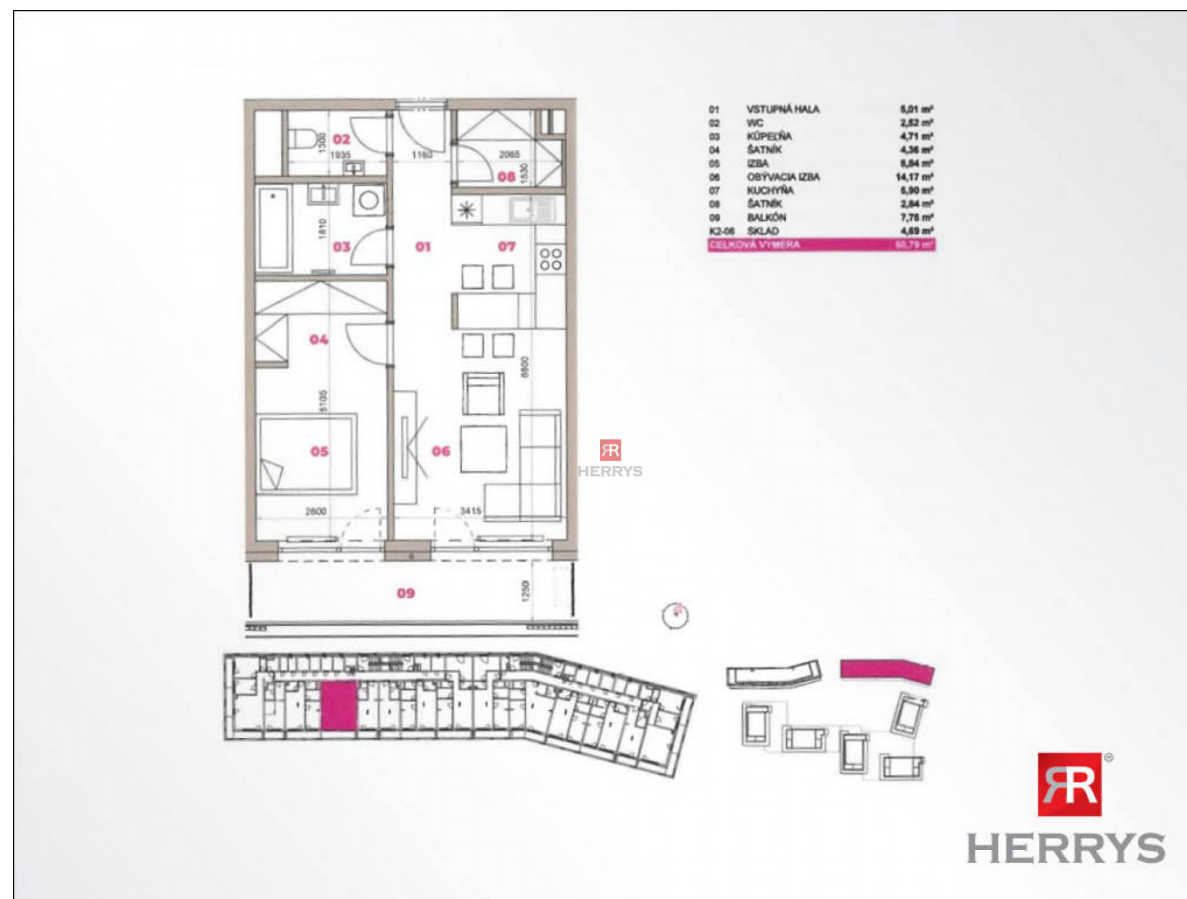 02
1300
1935
1160
2065
08
1530
1810
03
01
07
04
6800
5105
05
06
2600
3415
09
1250
01 VSTUPNÁ HALA 5,01 m²
02 WC 2,52 m²
03 KÚPEĽŇA 4,71 m²
04 ŠATNÍK 4,36 m²
05 IZBA 8,84 m²
06 OBÝVACIA IZBA 14,17 m²
07 KUCHYŇA 5,90 m²
08 ŠATNÍK 2,84 m²
09 BALKÓN 7,75 m²
K2-06 SKLAD 4,69 m²
CELKOVÁ VÝMERA 60,79 m²
RR
HERRYS
RR®
HERRYS